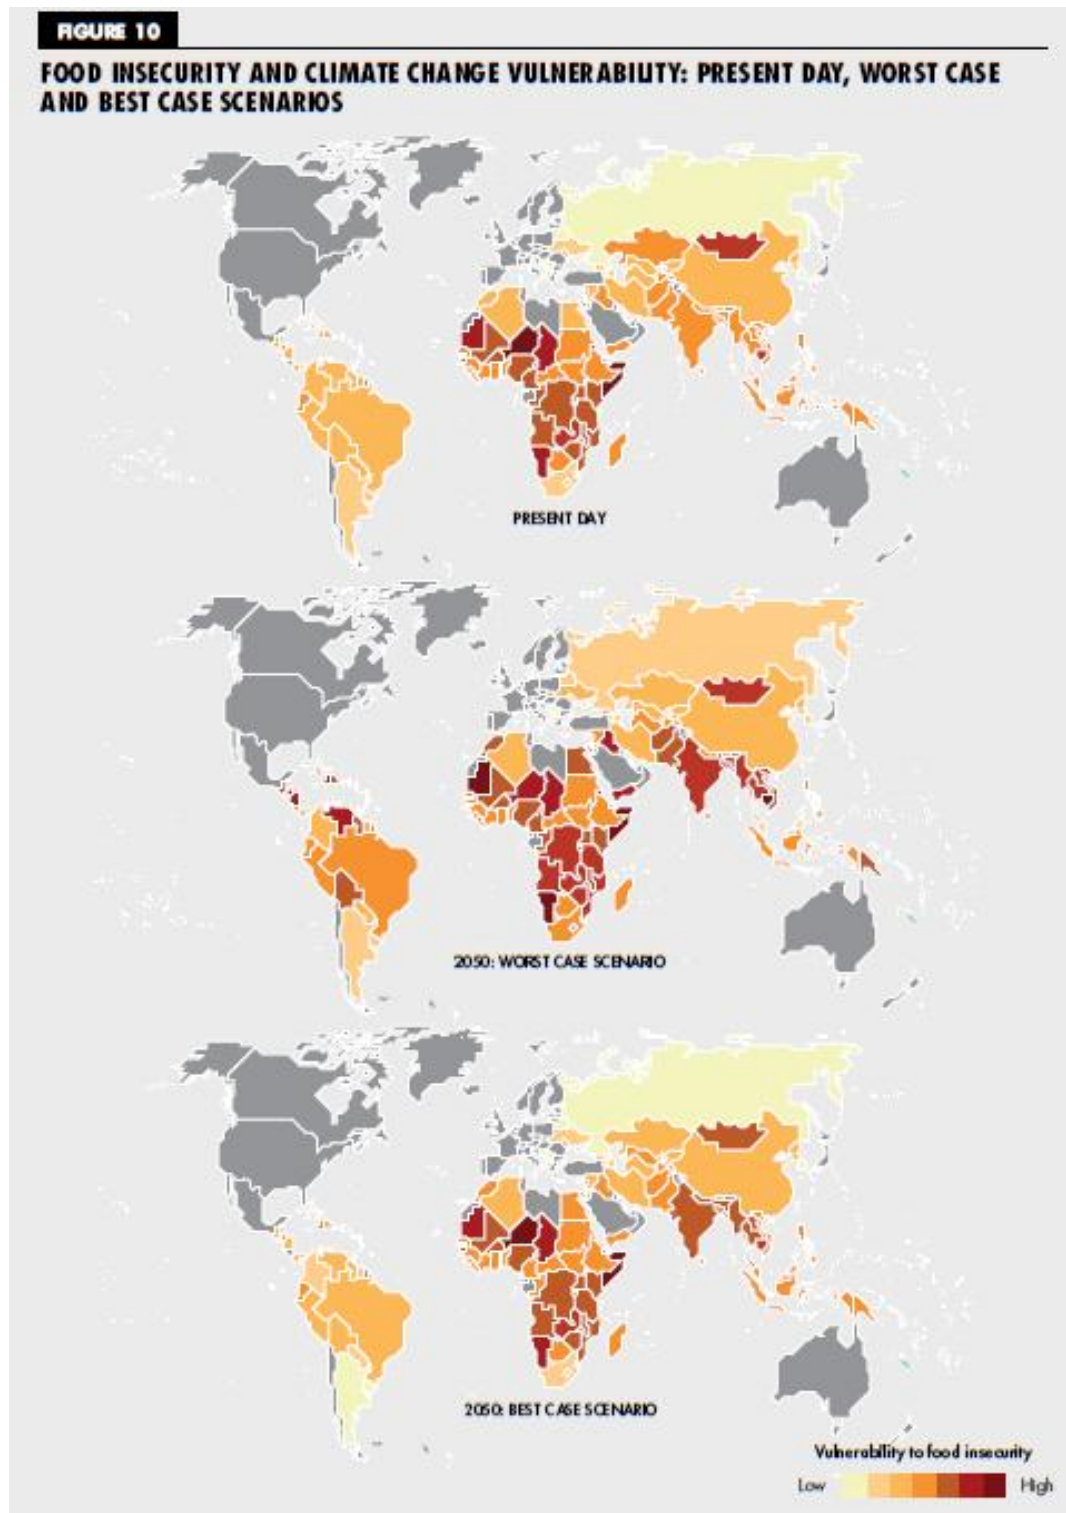 FIGURE 10
FOOD INSECURITY AND CLIMATE CHANGE VULNERABILITY: PRESENT DAY, WORST CASE
AND BEST CASE SCENARIOS
PRESENT DAY
2050: WORST CASE SCENARIO
2050: BEST CASE SCENARIO
Vulnerability to food insecurity
Low High